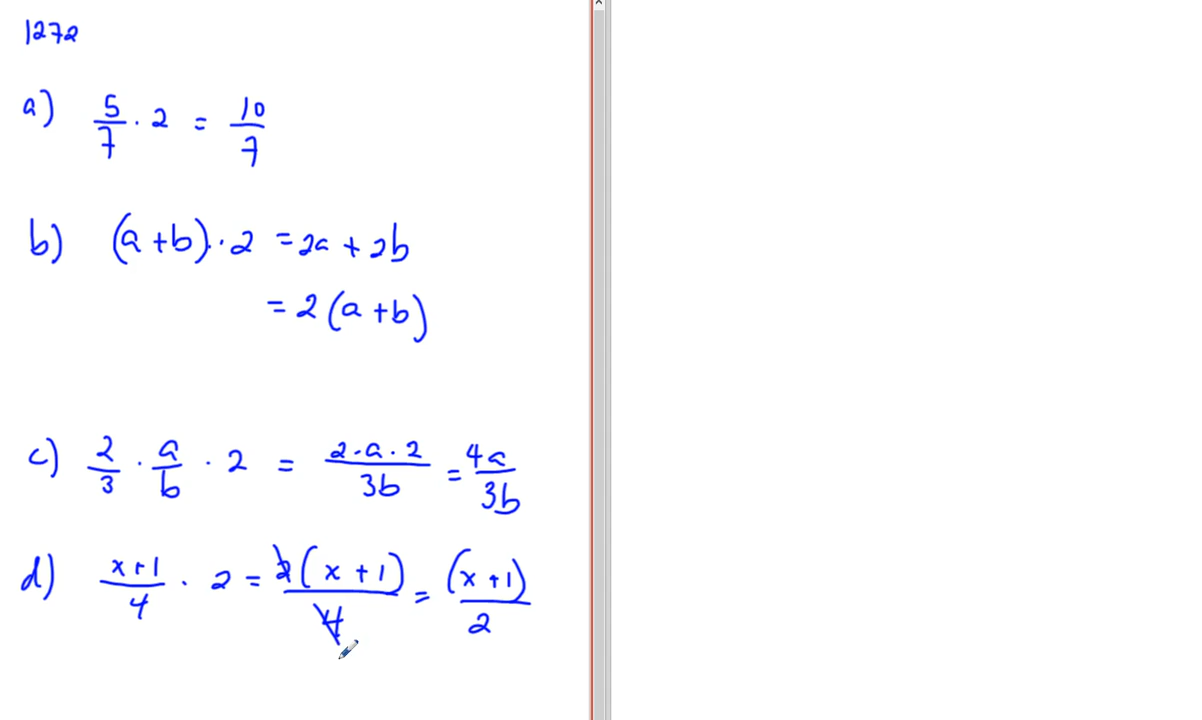 1272
a) 5/7 · 2 = 10/7
b) (a+b) · 2 = 2a + 2b
= 2(a+b)
c) 2/3 · a/b · 2 = 2·a·2/3b = 4a/3b
d) x+1/4 · 2 = 2(x+1)/4 = (x+1)/2